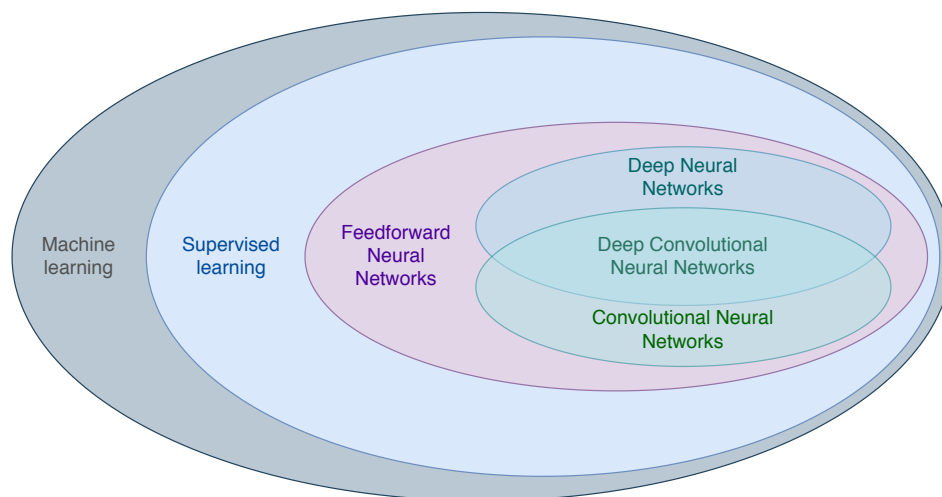 Machine
learning
Supervised
learning
Feedforward
Neural
Networks
Deep Neural
Networks
Deep Convolutional
Neural Networks
Convolutional Neural
Networks